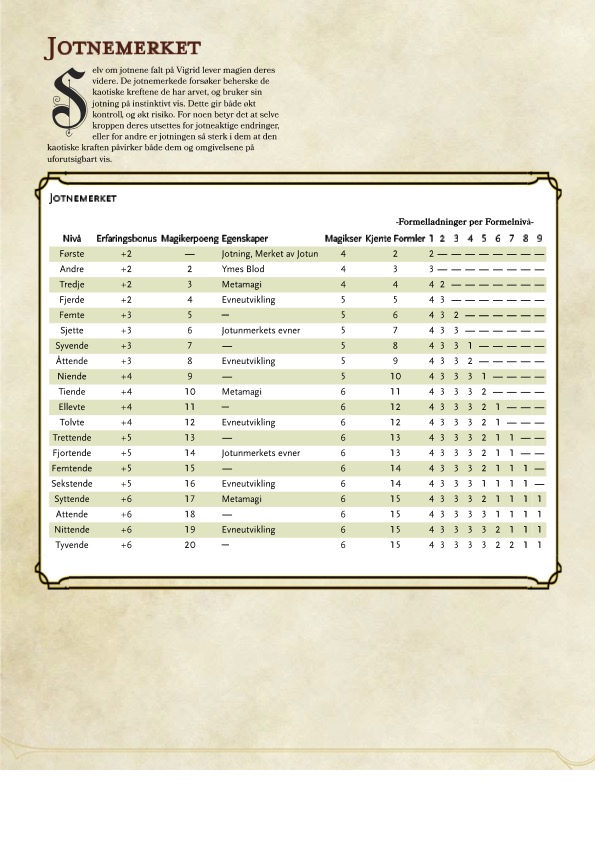 Jotnemerket
Selv om jotnene falt på Vigrid lever magien deres
videre. De jotnemerkede forsøker beherske de
kaotiske kreftene de har arvet, og bruker sin
jotning på instinktivt vis. Dette gir både økt
kontroll, og økt risiko. For noen betyr det at selve
kroppen deres utsettes for jotneaktige endringer,
eller for andre er jotningen så sterk i dem at den
kaotiske kraften påvirker både dem og omgivelsene på
uforutsigbart vis.
Jotnemerket
-Formelladninger per Formelnivå-
Nivå Erfaringsbonus Magikerpoeng Egenskaper Magikser Kjente Formler 1 2 3 4 5 6 7 8 9
Første +2 — Jotning, Merket av Jotun 4 2 2 — — — — — — — —
Andre +2 2 Ymes Blod 4 3 3 — — — — — — — —
Tredje +2 3 Metamagi 4 4 4 2 — — — — — — —
Fjerde +2 4 Evneutvikling 5 5 4 3 — — — — — — —
Femte +3 5 — 5 6 4 3 2 — — — — — —
Sjette +3 6 Jotunmerkets evner 5 7 4 3 3 — — — — — —
Syvende +3 7 — 5 8 4 3 3 1 — — — — —
Åttende +3 8 Evneutvikling 5 9 4 3 3 2 — — — — —
Niende +4 9 — 5 10 4 3 3 3 1 — — — —
Tiende +4 10 Metamagi 6 11 4 3 3 3 2 — — — —
Ellevte +4 11 — 6 12 4 3 3 3 2 1 — — —
Tolvte +4 12 Evneutvikling 6 12 4 3 3 3 2 1 — — —
Trettende +5 13 — 6 13 4 3 3 3 2 1 1 — —
Fjortende +5 14 Jotunmerkets evner 6 13 4 3 3 3 2 1 1 — —
Femtende +5 15 — 6 14 4 3 3 3 2 1 1 1 —
Sekstende +5 16 Evneutvikling 6 14 4 3 3 3 1 1 1 1 —
Syttende +6 17 Metamagi 6 15 4 3 3 3 2 1 1 1 1
Attende +6 18 — 6 15 4 3 3 3 3 1 1 1 1
Nittende +6 19 Evneutvikling 6 15 4 3 3 3 3 2 1 1 1
Tyvende +6 20 — 6 15 4 3 3 3 3 2 2 1 1